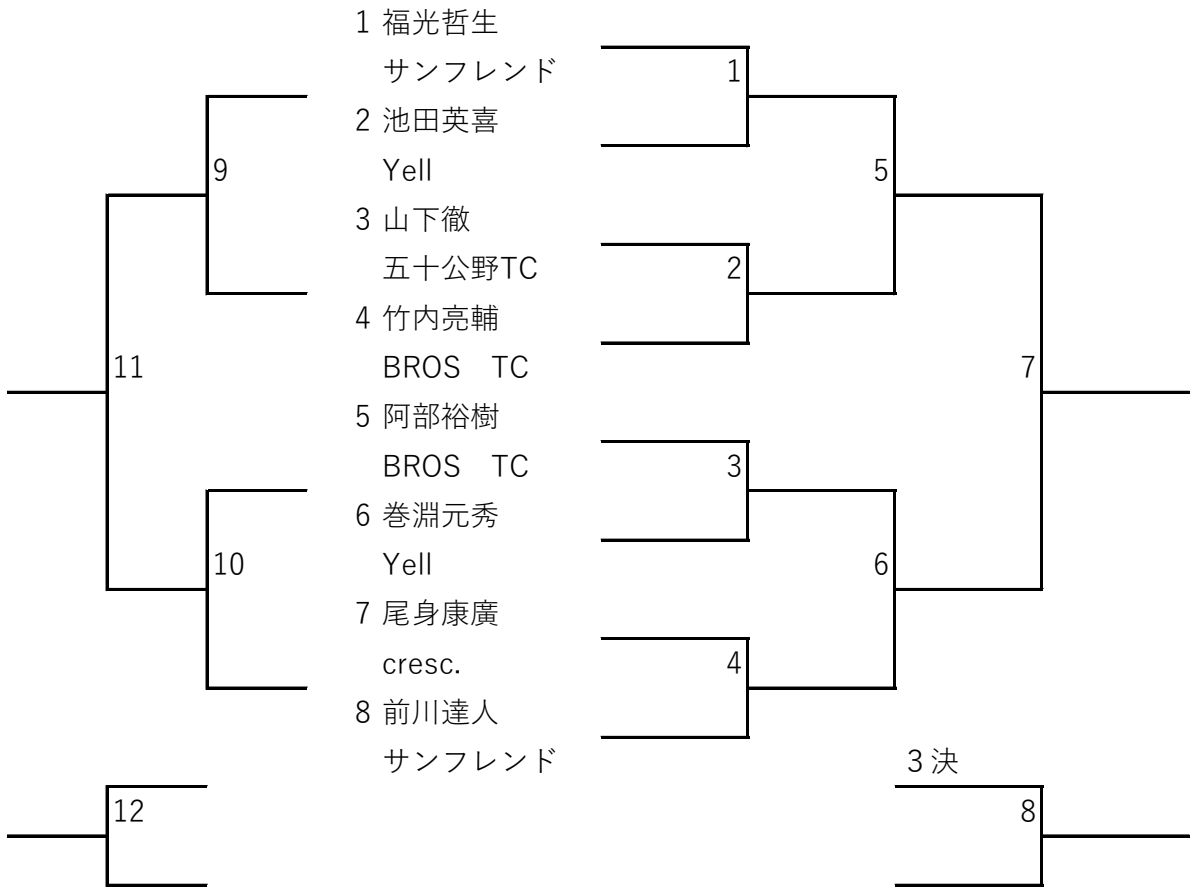 1 福光哲生
サンフレンド
1
2 池田英喜
9
Yell
5
3 山下徹
五十公野TC
2
4 竹内亮輔
11
BROS　TC
7
5 阿部裕樹
BROS　TC
3
6 巻淵元秀
10
Yell
6
7 尾身康廣
cresc.
4
8 前川達人
サンフレンド
3決
12
8